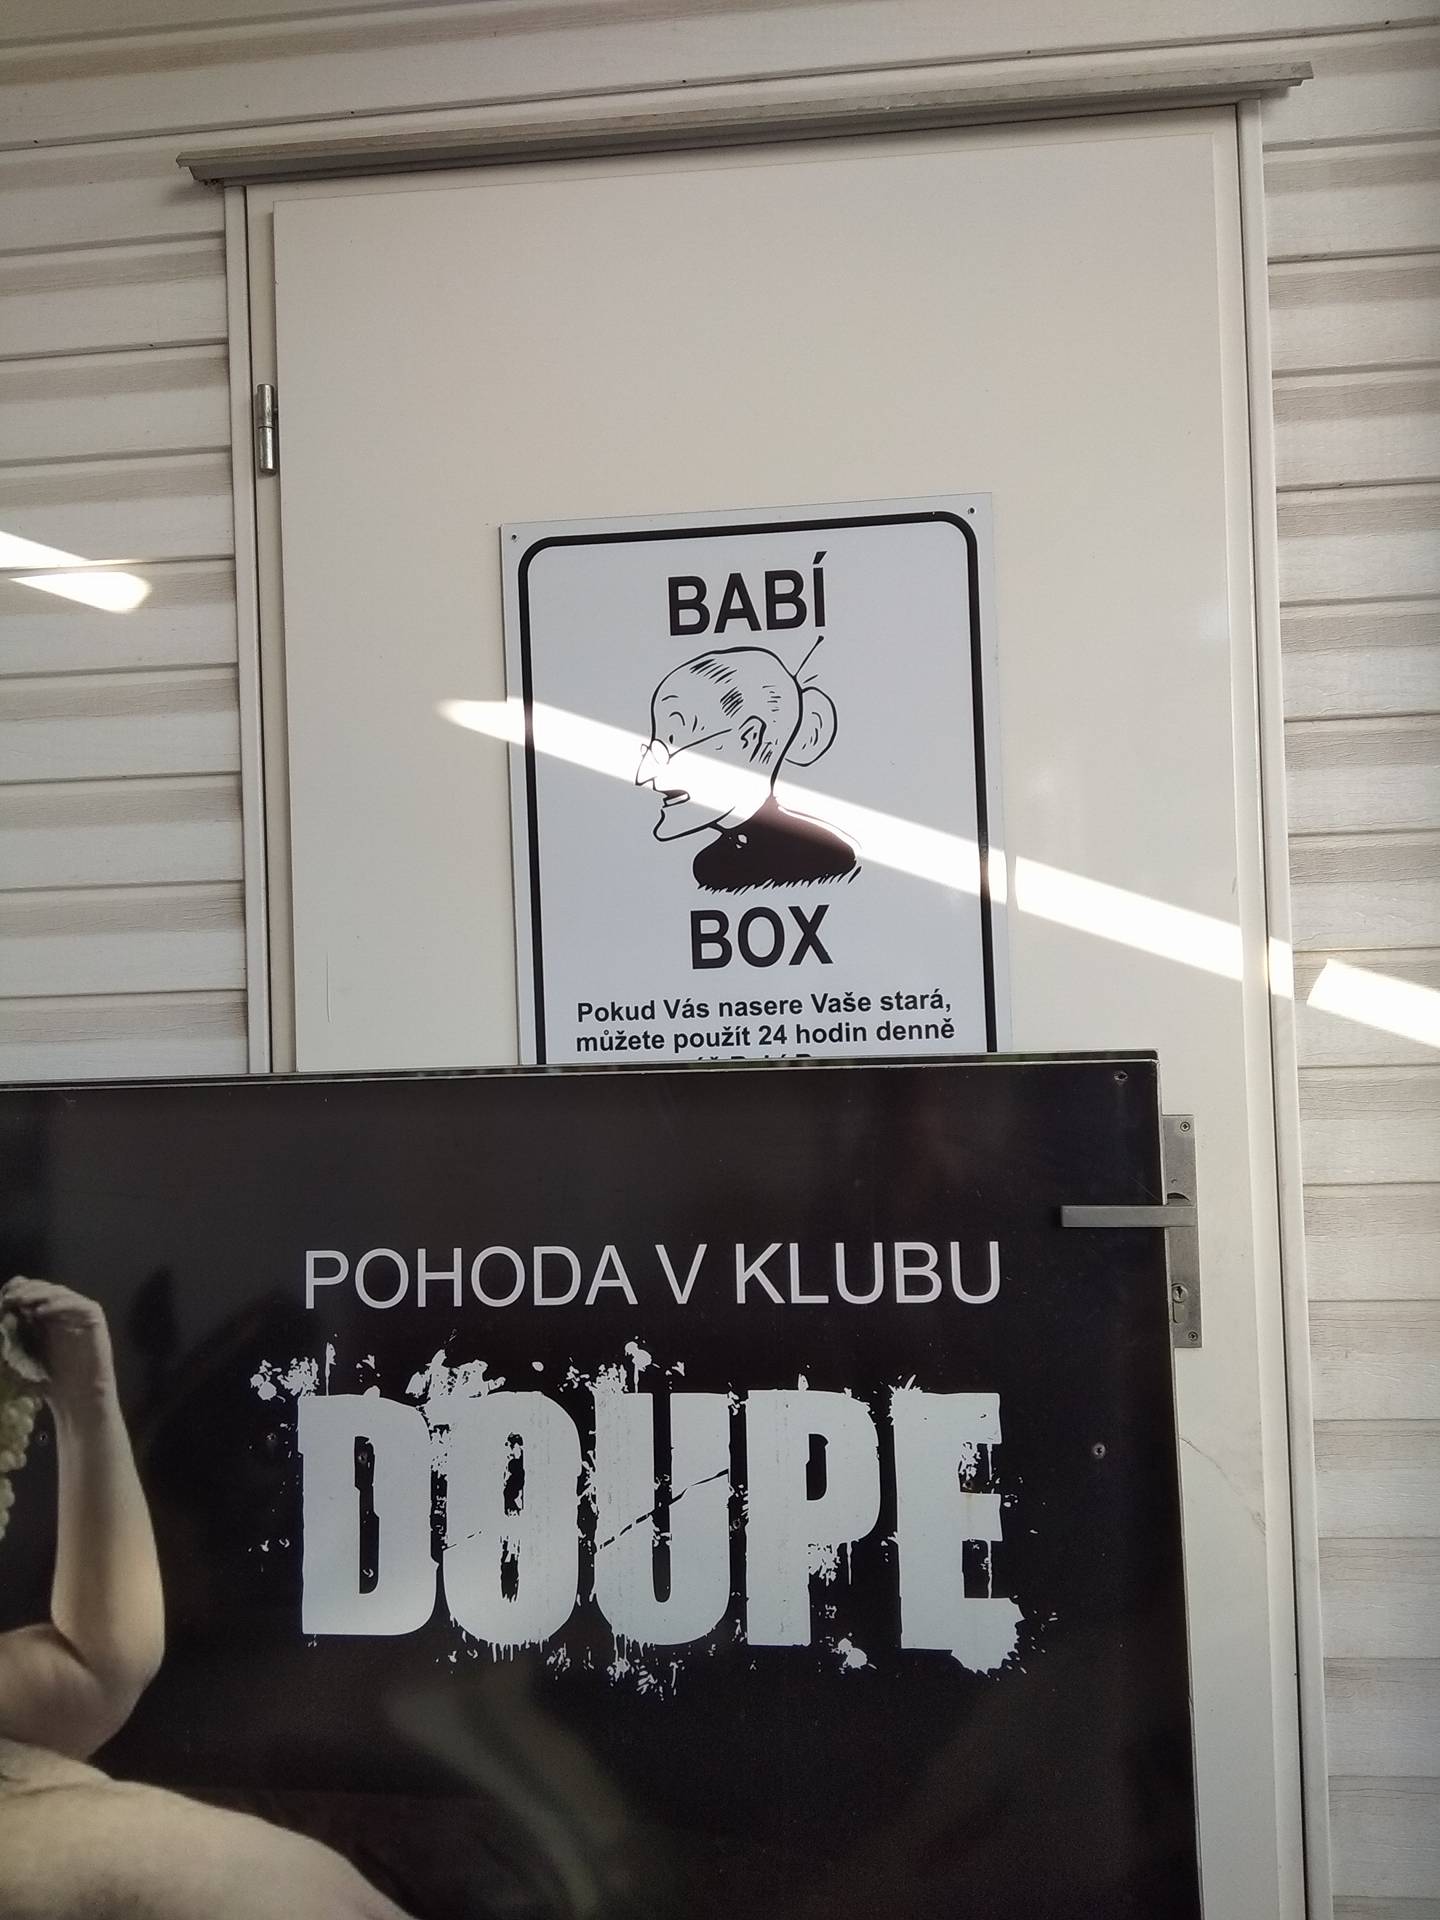 BABÍ
BOX
Pokud Vás nasere Vaše stará,
můžete použít 24 hodin denně
POHODA V KLUBU
DOUPE